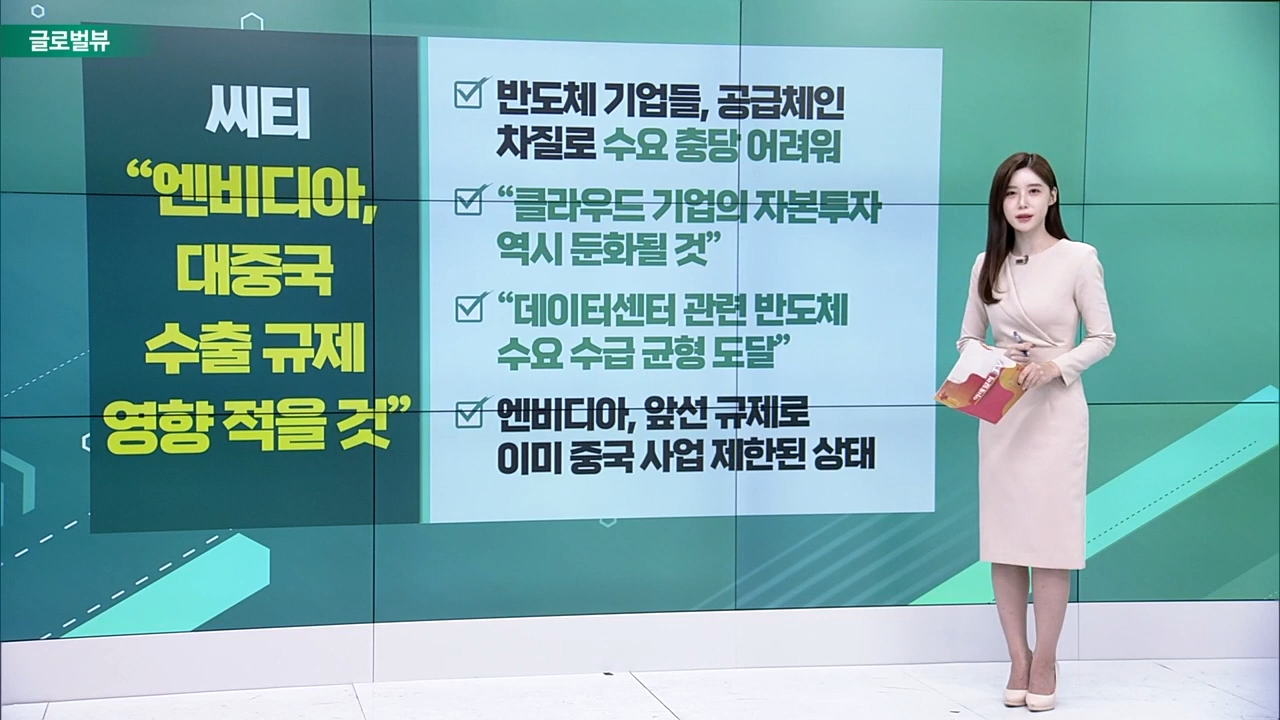 글로벌뷰
씨티
“엔비디아,
대중국
수출 규제
영향 적을 것”
반도체 기업들, 공급체인
차질로 수요 충당 어려워
“클라우드 기업의 자본투자
역시 둔화될 것”
“데이터센터 관련 반도체
수요 수급 균형 도달”
엔비디아, 앞선 규제로
이미 중국 사업 제한된 상태